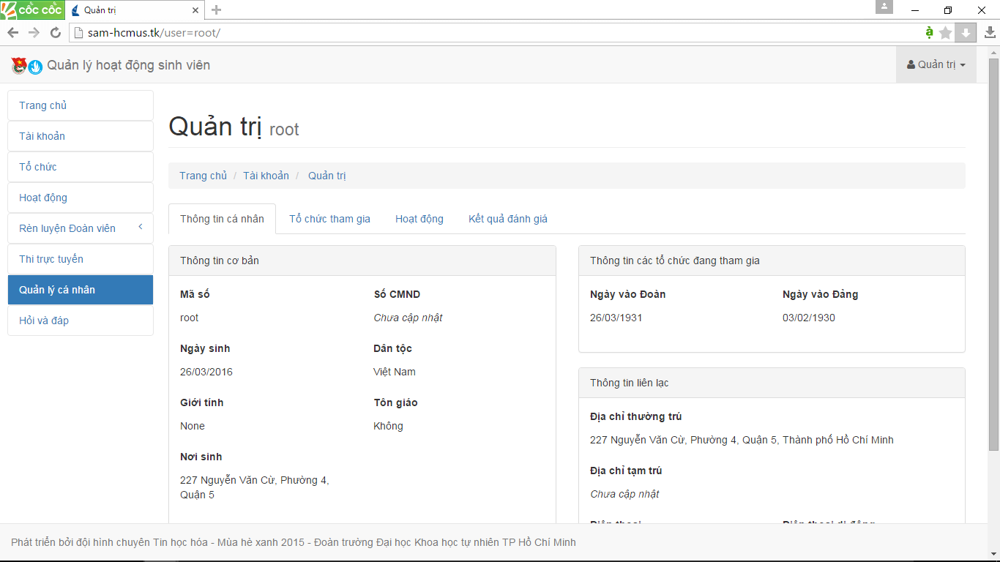 cốc cốc
Quản trị
sam-hcmus.tk/user=root/
Quản lý hoạt động sinh viên
Quản trị
Trang chủ
Tài khoản
Tổ chức
Hoạt động
Rèn luyện Đoàn viên
Thi trực tuyến
Quản lý cá nhân
Hỏi và đáp
Quản trị root
Trang chủ / Tài khoản / Quản trị
Thông tin cá nhân Tổ chức tham gia Hoạt động Kết quả đánh giá
Thông tin cơ bản
Mã số Số CMND
root Chưa cập nhật
Ngày sinh Dân tộc
26/03/2016 Việt Nam
Giới tính Tôn giáo
None Không
Nơi sinh
227 Nguyễn Văn Cừ, Phường 4,
Quận 5
Thông tin các tổ chức đang tham gia
Ngày vào Đoàn Ngày vào Đảng
26/03/1931 03/02/1930
Thông tin liên lạc
Địa chỉ thường trú
227 Nguyễn Văn Cừ, Phường 4, Quận 5, Thành phố Hồ Chí Minh
Địa chỉ tạm trú
Chưa cập nhật
Điện thoại Điện thoại di động
Phát triển bởi đội hình chuyên Tin học hóa - Mùa hè xanh 2015 - Đoàn trường Đại học Khoa học tự nhiên TP Hồ Chí Minh